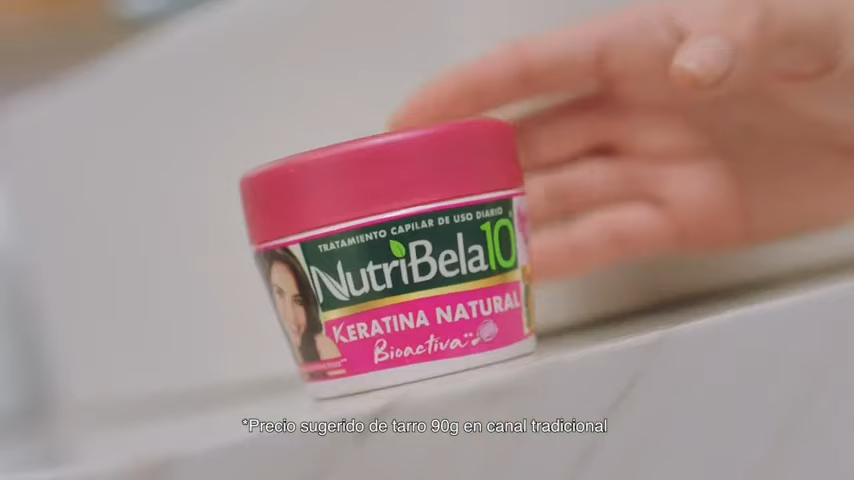 TRATAMIENTO CAPILAR DE USO DIARIO
NutriBela10
KERATINA NATURAL
Bioactiva**
*Precio sugerido de tarro 90g en canal tradicional